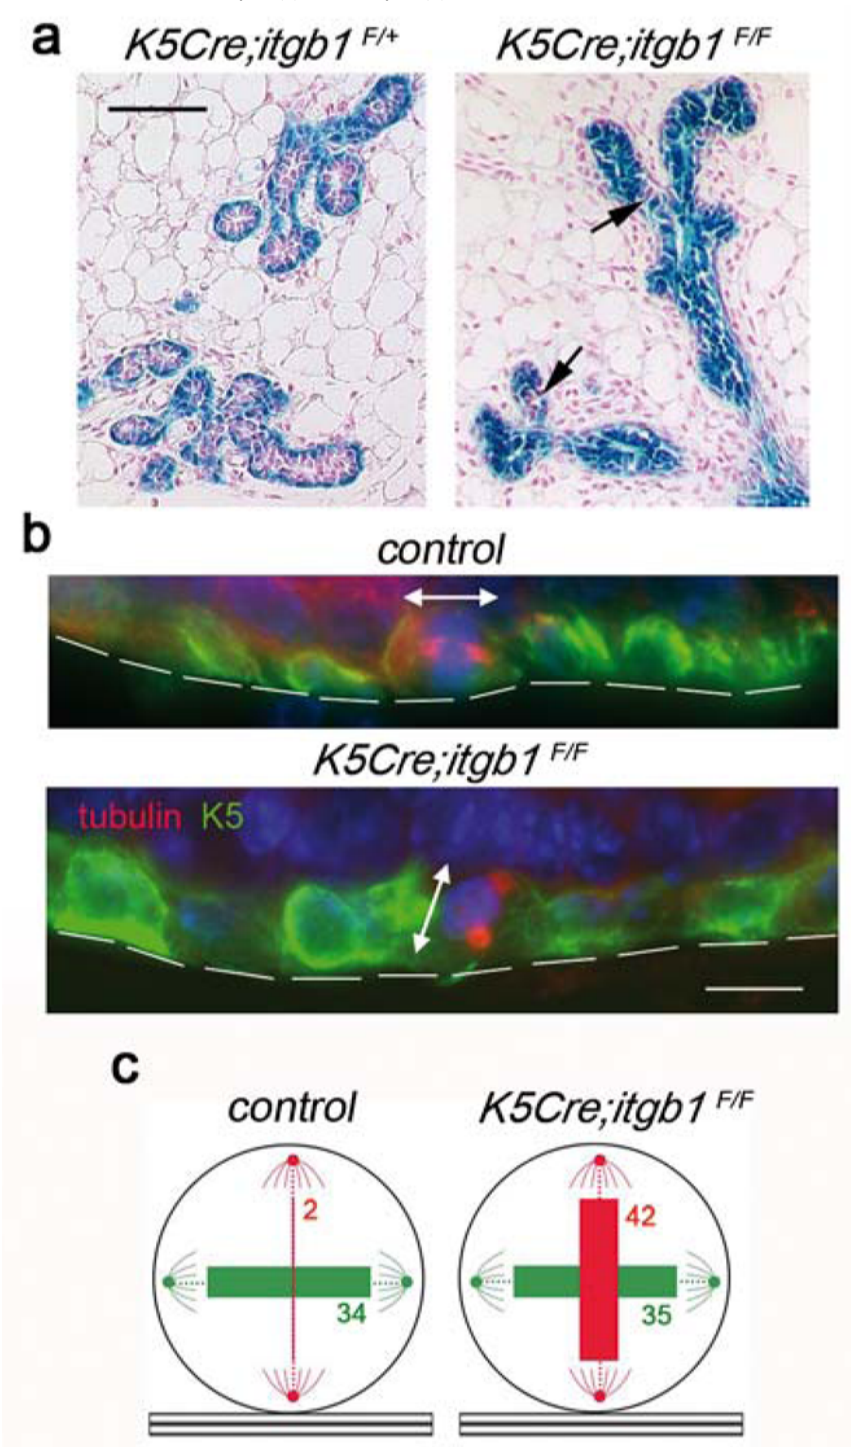 a
K5Cre;itgb1 F/+ K5Cre;itgb1 F/F
b
control
K5Cre;itgb1 F/F
tubulin K5
c
control K5Cre;itgb1 F/F
2 42
34 35